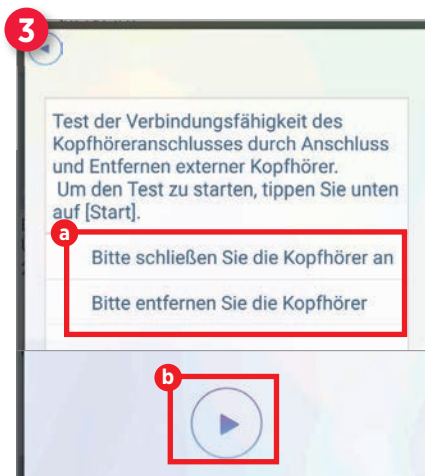 3
Test der Verbindungsfähigkeit des
Kopfhöreranschlusses durch Anschluss
und Entfernen externer Kopfhörer.
Um den Test zu starten, tippen Sie unten
auf [Start].
a
Bitte schließen Sie die Kopfhörer an
Bitte entfernen Sie die Kopfhörer
b